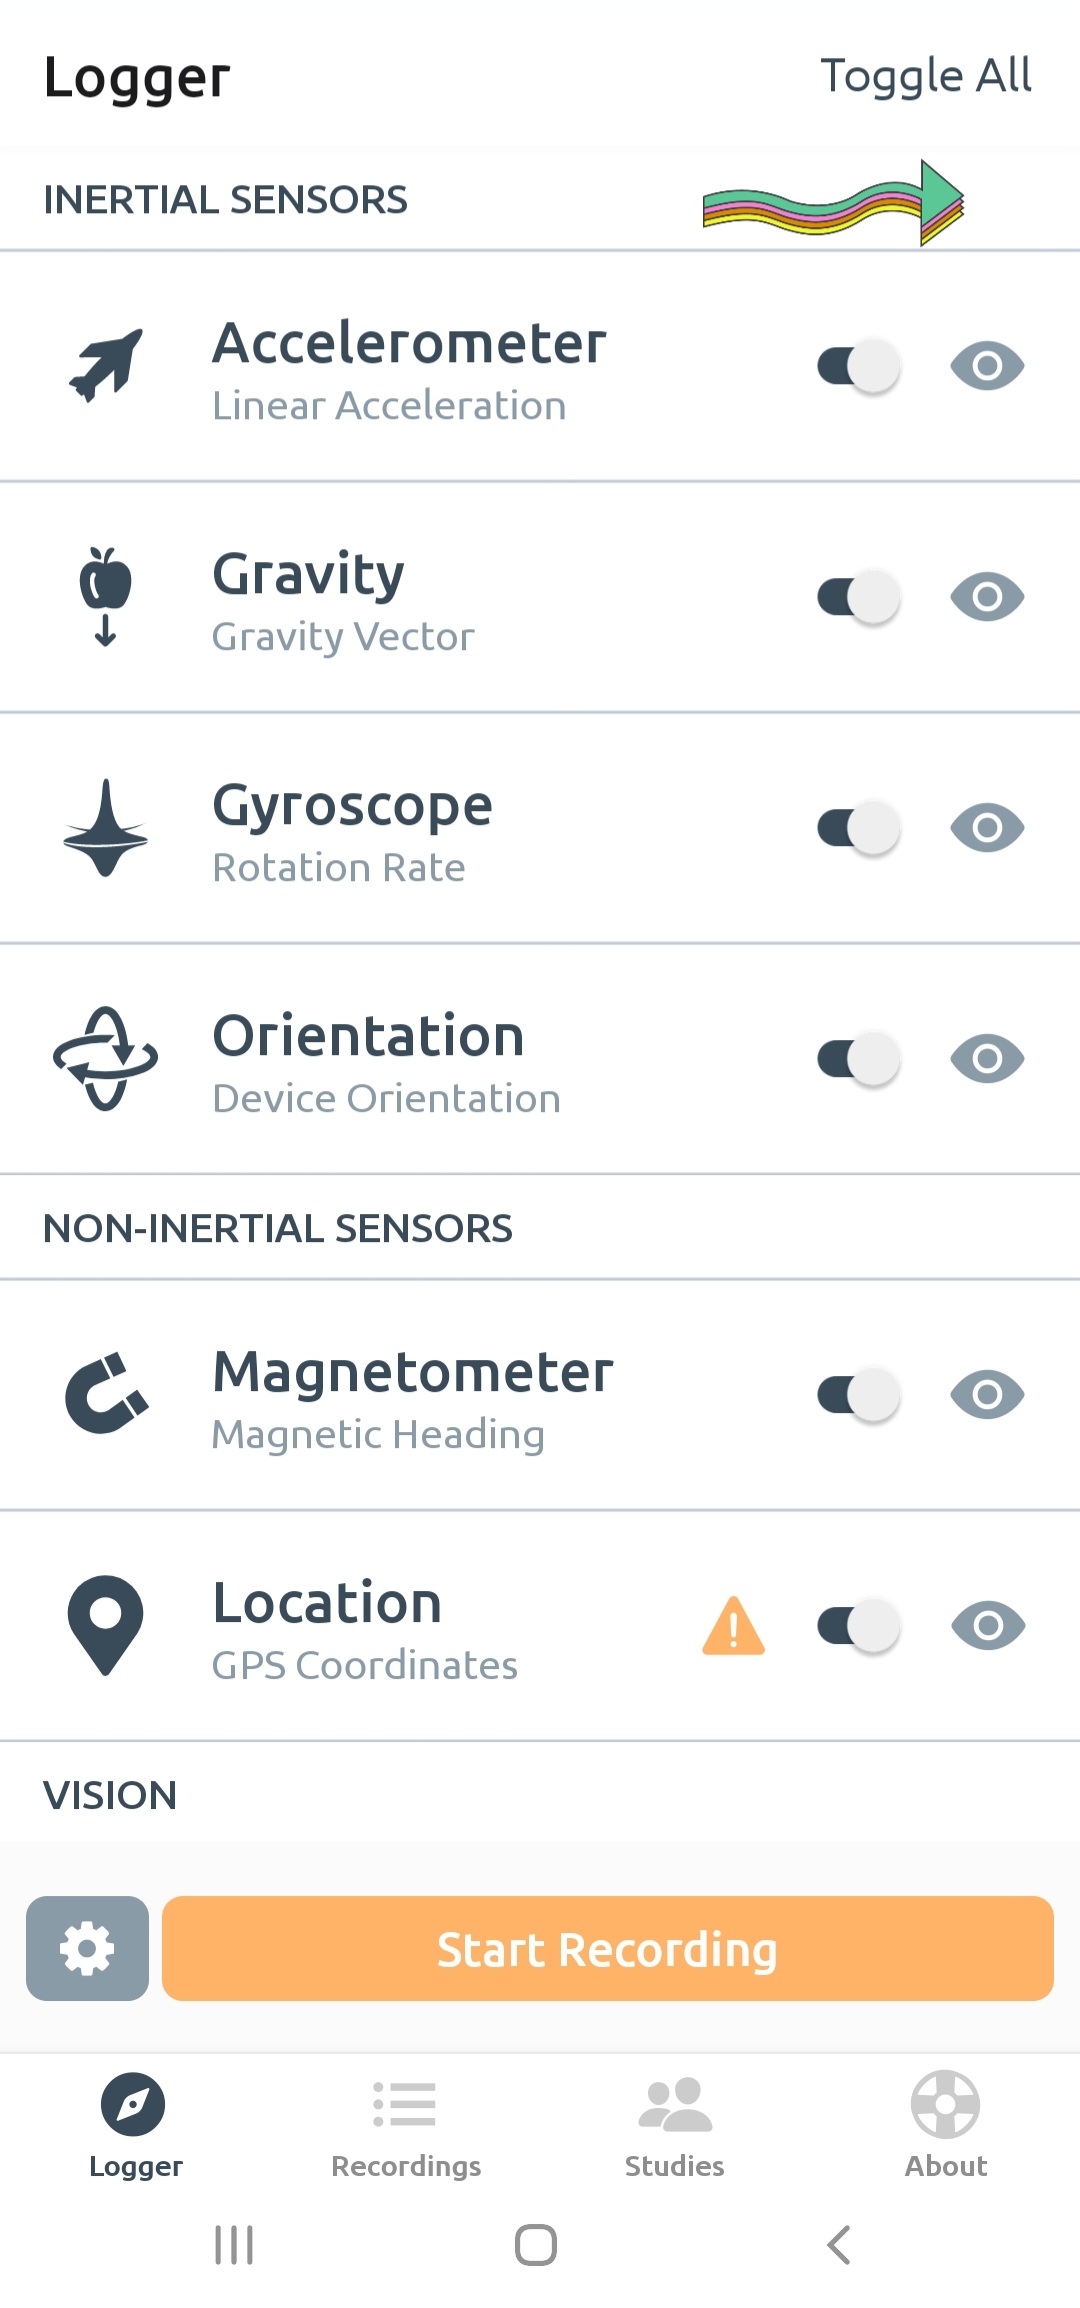 Logger
Toggle All
INERTIAL SENSORS
Accelerometer
Linear Acceleration
Gravity
Gravity Vector
Gyroscope
Rotation Rate
Orientation
Device Orientation
NON-INERTIAL SENSORS
Magnetometer
Magnetic Heading
Location
GPS Coordinates
VISION
Start Recording
Logger
Recordings
Studies
About